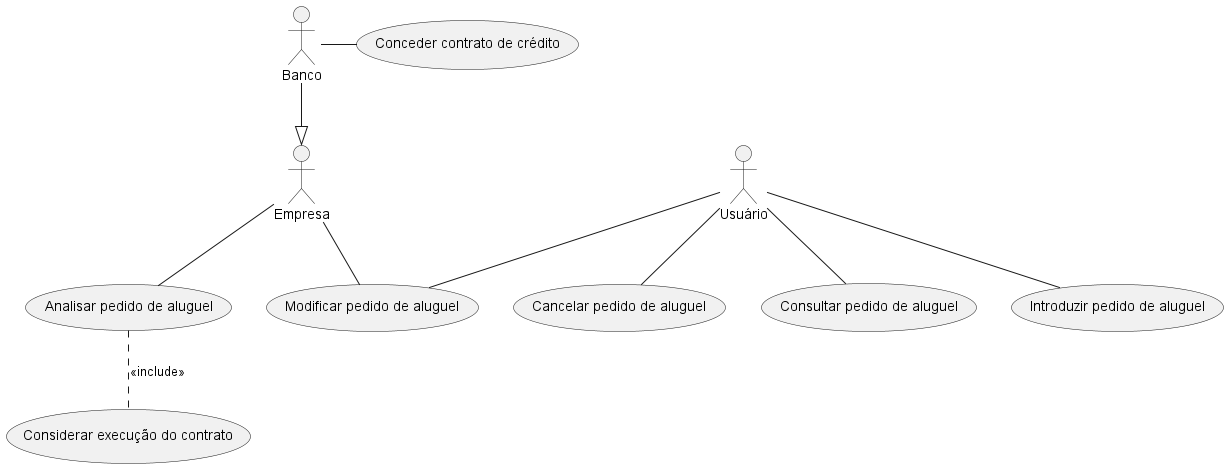 Conceder contrato de crédito
Banco
Empresa
Usuário
Analisar pedido de aluguel
Modificar pedido de aluguel
Cancelar pedido de aluguel
Consultar pedido de aluguel
Introduzir pedido de aluguel
«include»
Considerar execução do contrato